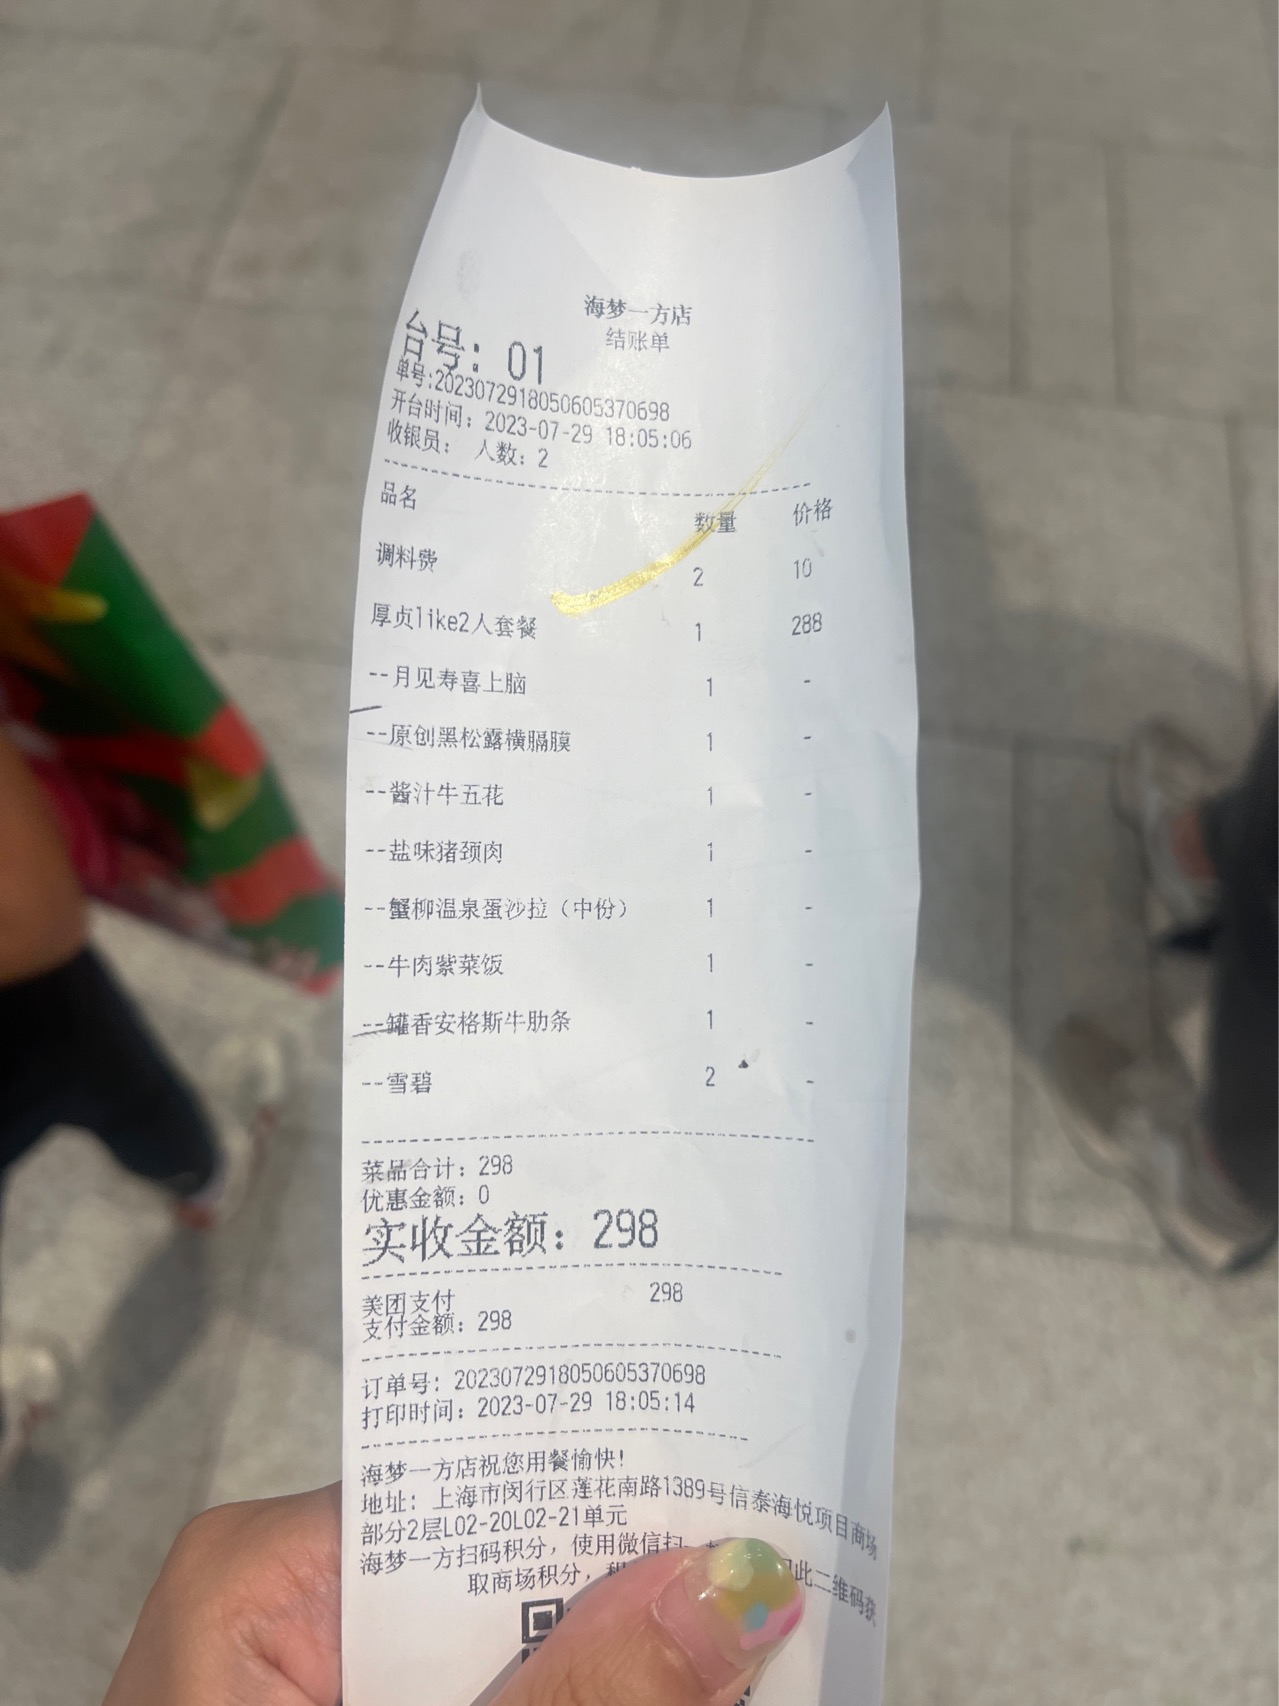 海梦一方店
结账单
台号：01
单号:2023072918050605370698
开台时间：2023-07-29 18:05:06
收银员： 人数：2
品名 数量 价格
调料费 2 10
厚贞like2人套餐 1 288
--月见寿喜上脑 1 -
--原创黑松露横膈膜 1 -
--酱汁牛五花 1 -
--盐味猪颈肉 1 -
--蟹柳温泉蛋沙拉（中份） 1 -
--牛肉紫菜饭 1 -
--罐香安格斯牛肋条 1 -
--雪碧 2 -
菜品合计：298
优惠金额：0
实收金额：298
美团支付 298
支付金额：298
订单号：2023072918050605370698
打印时间：2023-07-29 18:05:14
海梦一方店祝您用餐愉快！
地址：上海市闵行区莲花南路1389号信泰海悦项目商场
部分2层L02-20L02-21单元
海梦一方扫码积分，使用微信扫 此二维码获
取商场积分，